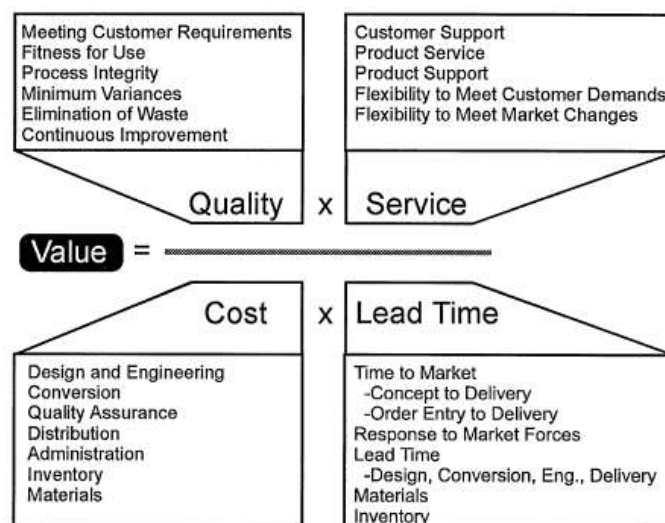 Meeting Customer Requirements
Fitness for Use
Process Integrity
Minimum Variances
Elimination of Waste
Continuous Improvement
Customer Support
Product Service
Product Support
Flexibility to Meet Customer Demands
Flexibility to Meet Market Changes
Quality x Service
Value =
Cost x Lead Time
Design and Engineering
Conversion
Quality Assurance
Distribution
Administration
Inventory
Materials
Time to Market
-Concept to Delivery
-Order Entry to Delivery
Response to Market Forces
Lead Time
-Design, Conversion, Eng., Delivery
Materials
Inventory